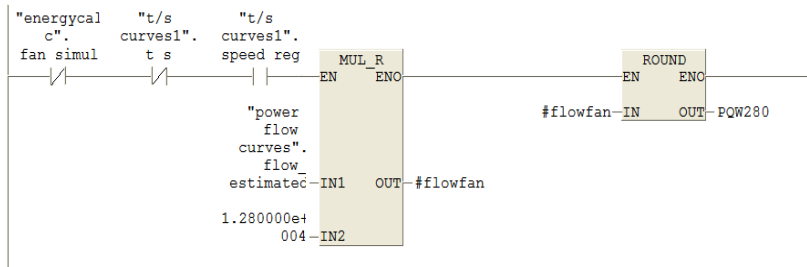 "energycal "t/s "t/s
c". curves1". curves1".
fan simul t s speed reg
MUL_R ROUND
EN ENO EN ENO
"power #flowfan IN OUT PQW280
flow
curves".
flow_
estimated IN1 OUT #flowfan
1.280000e+
004 IN2